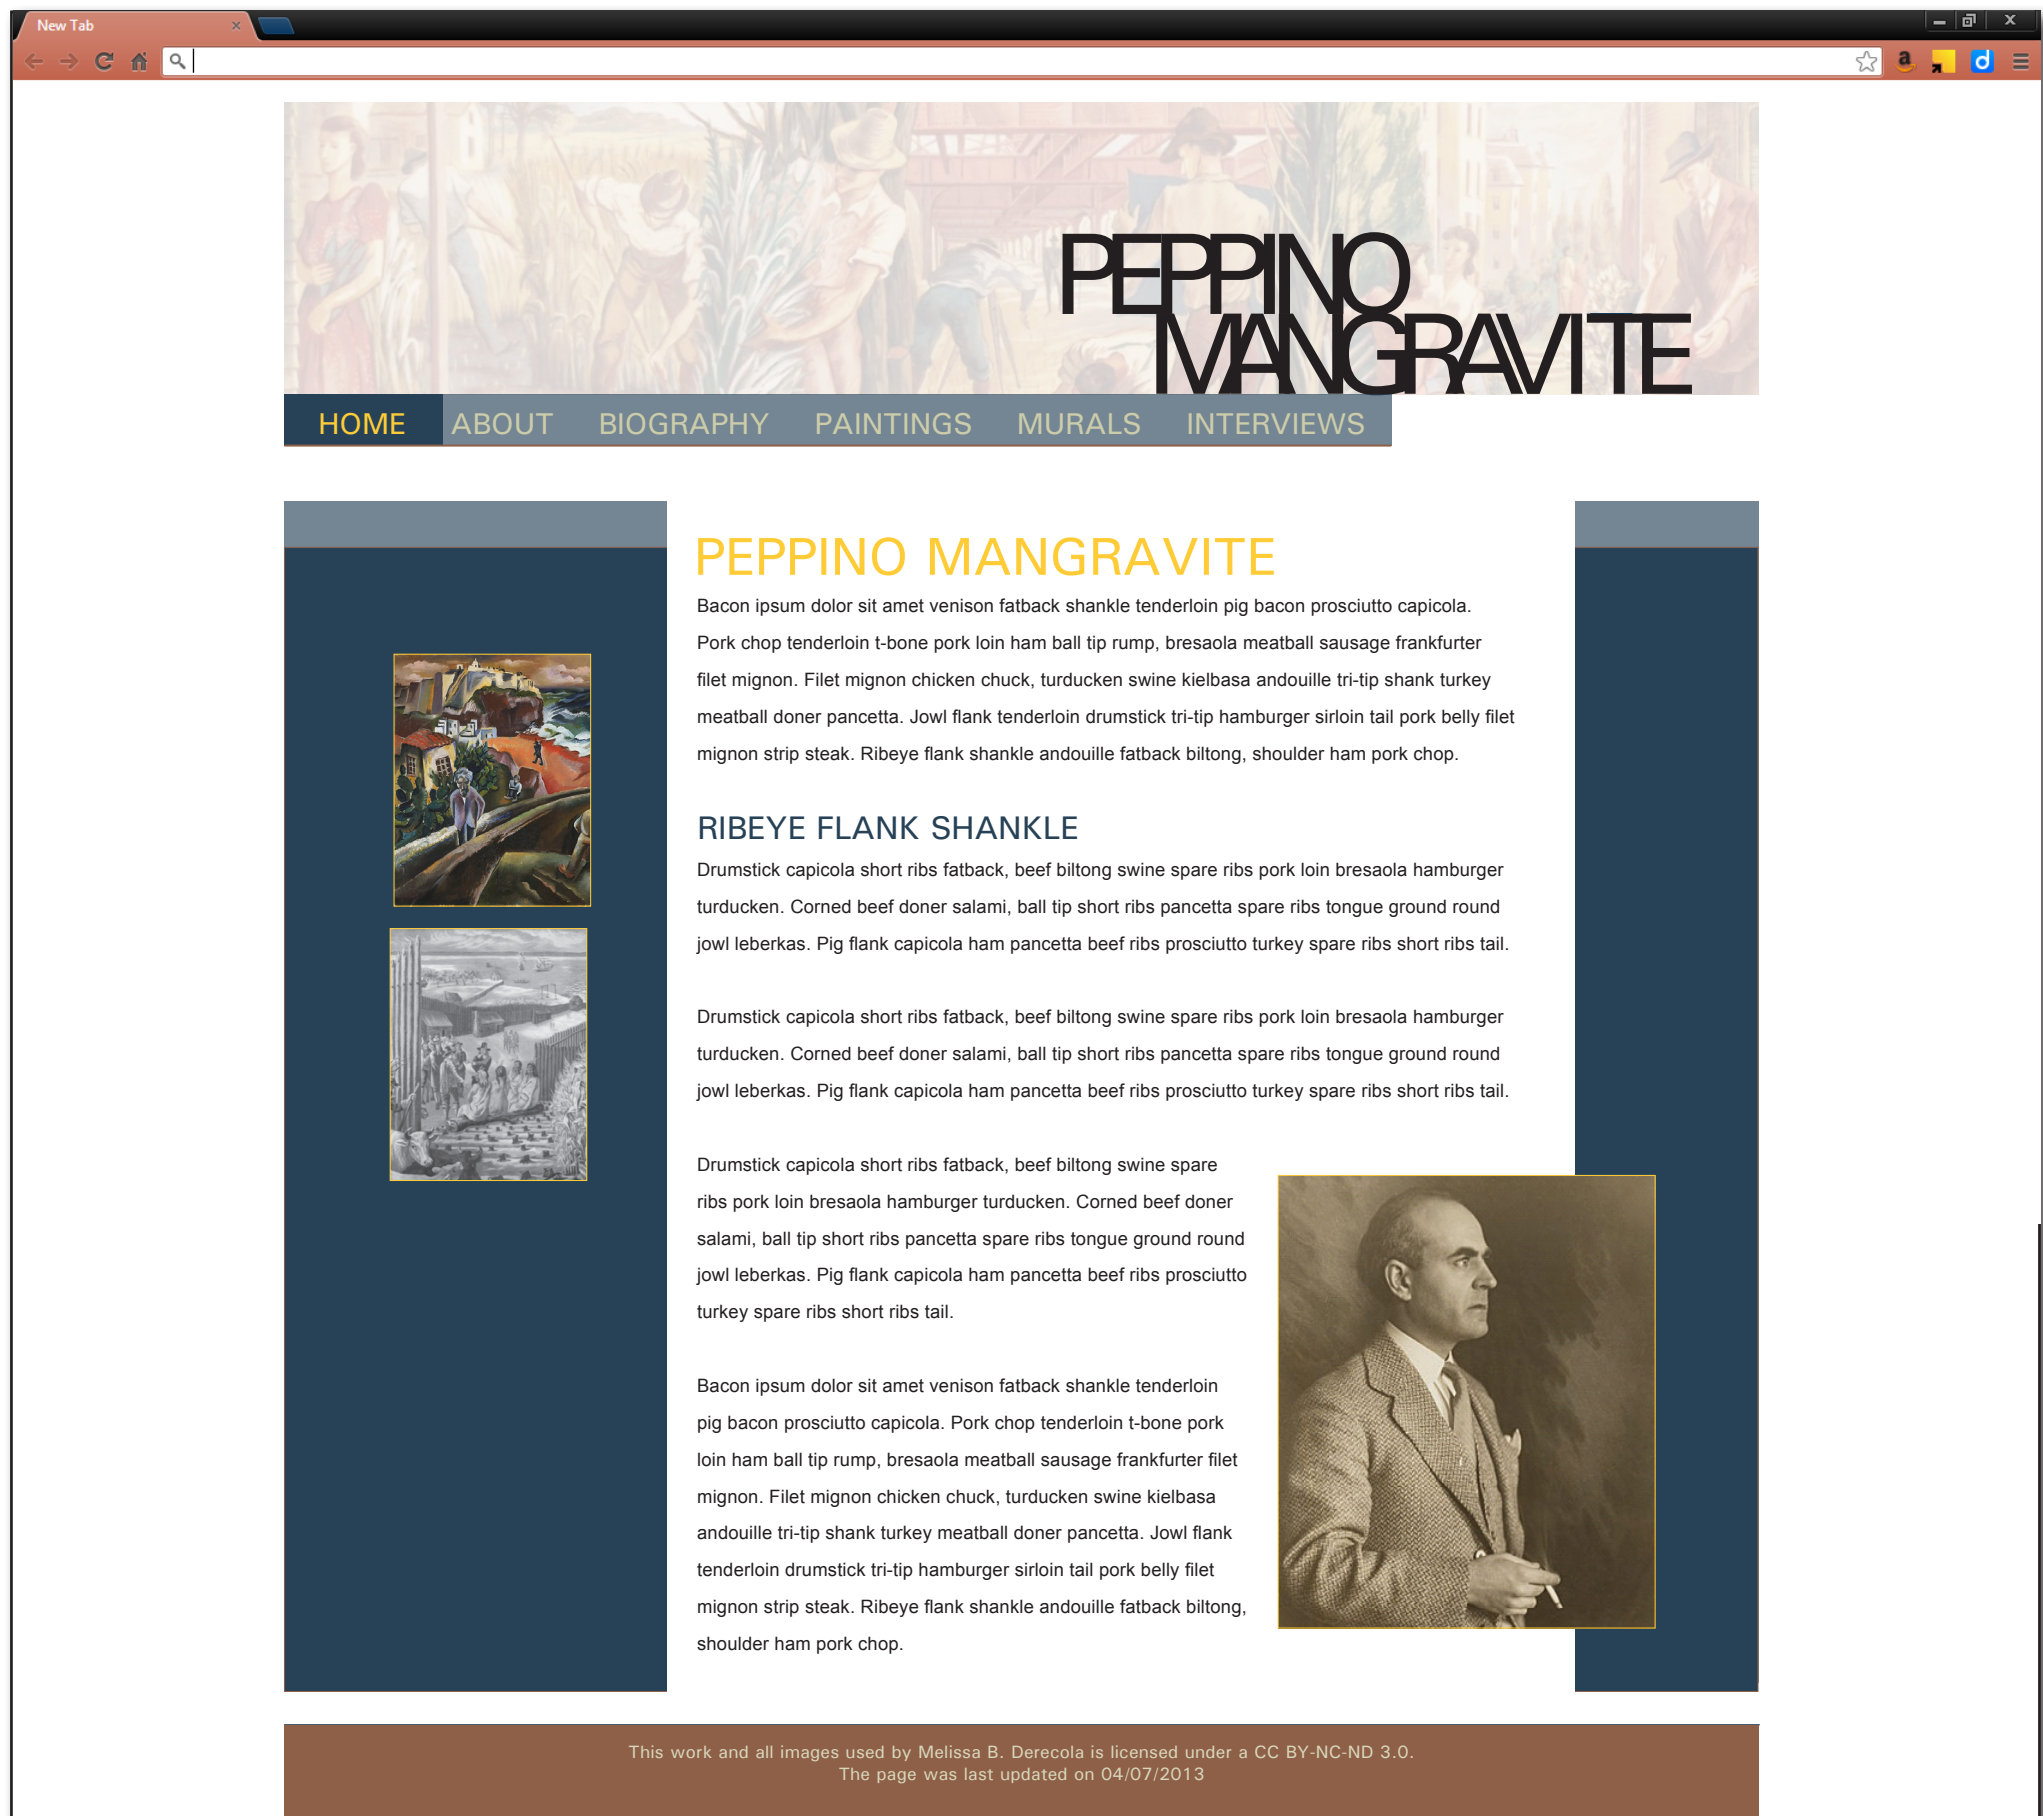 New Tab
PEPPINO
MANGRAVITE
HOME ABOUT BIOGRAPHY PAINTINGS MURALS INTERVIEWS
PEPPINO MANGRAVITE
Bacon ipsum dolor sit amet venison fatback shankle tenderloin pig bacon prosciutto capicola.
Pork chop tenderloin t-bone pork loin ham ball tip rump, bresaola meatball sausage frankfurter
filet mignon. Filet mignon chicken chuck, turducken swine kielbasa andouille tri-tip shank turkey
meatball doner pancetta. Jowl flank tenderloin drumstick tri-tip hamburger sirloin tail pork belly filet
mignon strip steak. Ribeye flank shankle andouille fatback biltong, shoulder ham pork chop.
RIBEYE FLANK SHANKLE
Drumstick capicola short ribs fatback, beef biltong swine spare ribs pork loin bresaola hamburger
turducken. Corned beef doner salami, ball tip short ribs pancetta spare ribs tongue ground round
jowl leberkas. Pig flank capicola ham pancetta beef ribs prosciutto turkey spare ribs short ribs tail.
Drumstick capicola short ribs fatback, beef biltong swine spare ribs pork loin bresaola hamburger
turducken. Corned beef doner salami, ball tip short ribs pancetta spare ribs tongue ground round
jowl leberkas. Pig flank capicola ham pancetta beef ribs prosciutto turkey spare ribs short ribs tail.
Drumstick capicola short ribs fatback, beef biltong swine spare
ribs pork loin bresaola hamburger turducken. Corned beef doner
salami, ball tip short ribs pancetta spare ribs tongue ground round
jowl leberkas. Pig flank capicola ham pancetta beef ribs prosciutto
turkey spare ribs short ribs tail.
Bacon ipsum dolor sit amet venison fatback shankle tenderloin
pig bacon prosciutto capicola. Pork chop tenderloin t-bone pork
loin ham ball tip rump, bresaola meatball sausage frankfurter filet
mignon. Filet mignon chicken chuck, turducken swine kielbasa
andouille tri-tip shank turkey meatball doner pancetta. Jowl flank
tenderloin drumstick tri-tip hamburger sirloin tail pork belly filet
mignon strip steak. Ribeye flank shankle andouille fatback biltong,
shoulder ham pork chop.
This work and all images used by Melissa B. Derecola is licensed under a CC BY-NC-ND 3.0.
The page was last updated on 04/07/2013